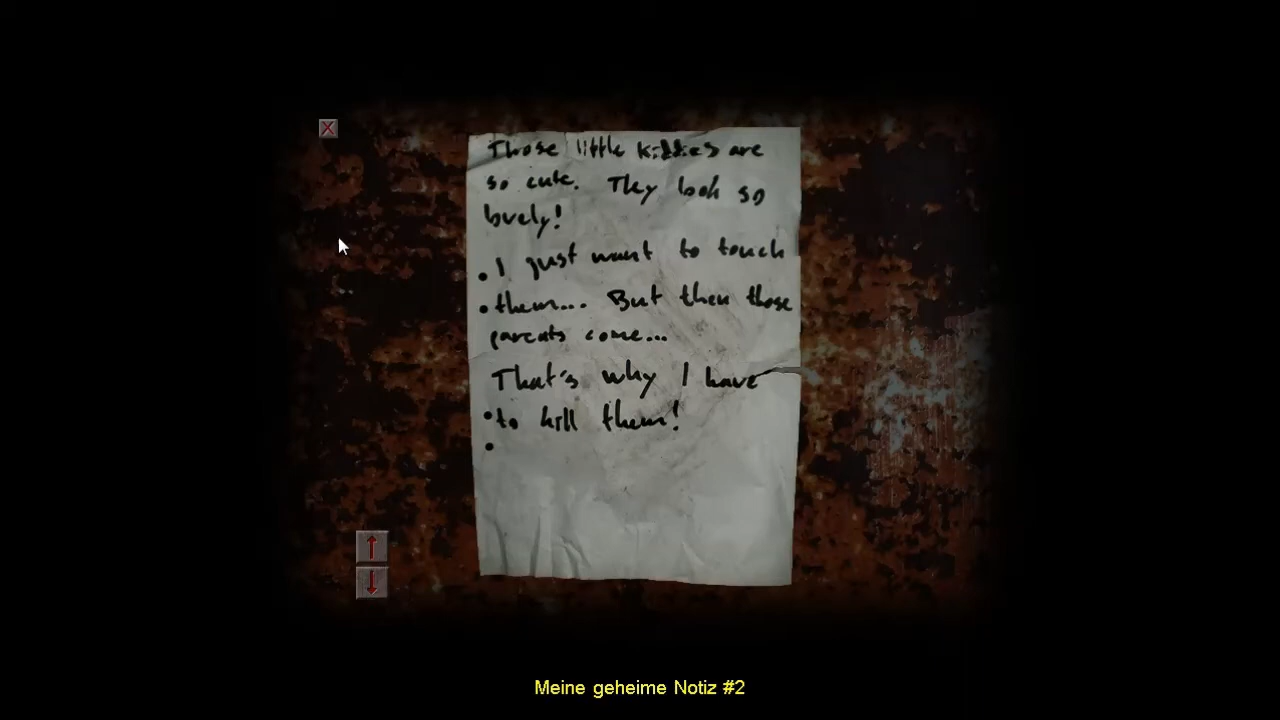 Those little kiddies are
so cute. They look so
lovely!
• I just want to touch
• them... But then those
parents come...
That's why I have
• to kill them!
•
Meine geheime Notiz #2